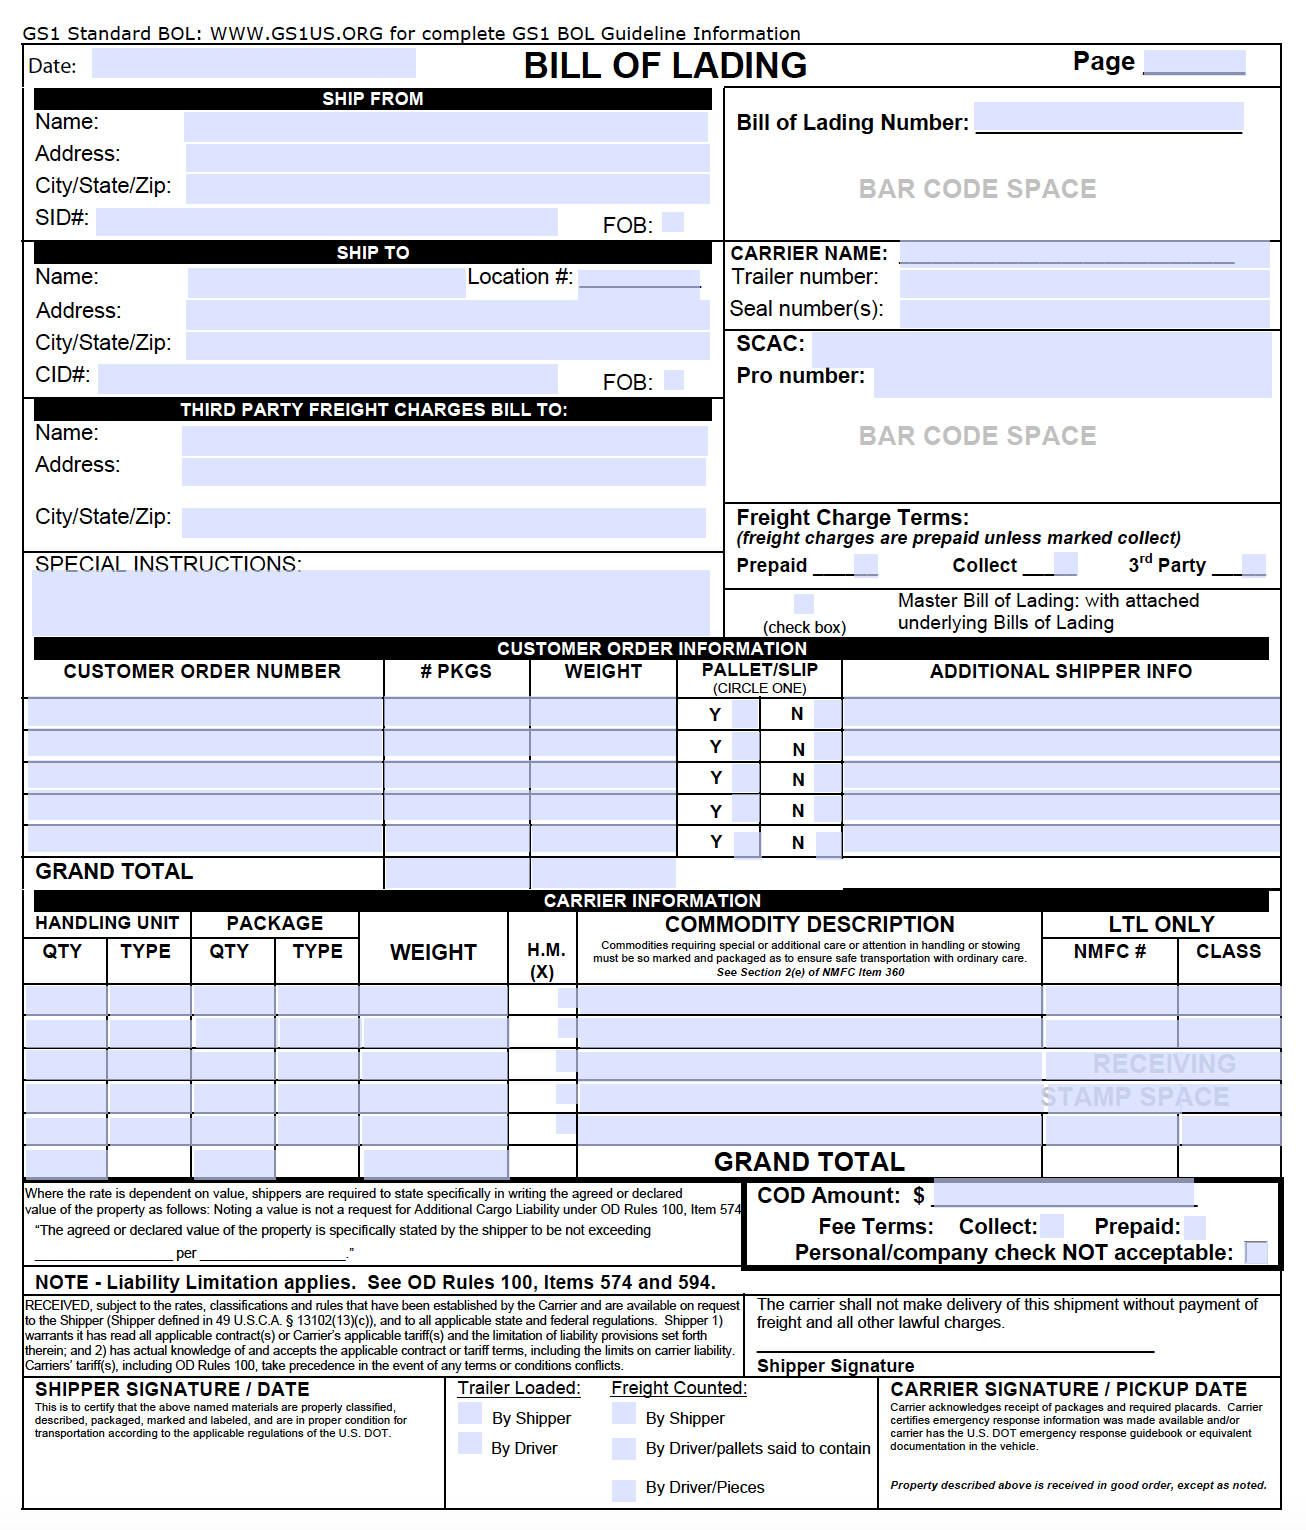 GS1 Standard BOL: WWW.GS1US.ORG for complete GS1 BOL Guideline Information
Date:
BILL OF LADING
Page ________
SHIP FROM
Name:
Address:
City/State/Zip:
SID#:
FOB:
Bill of Lading Number:
BAR CODE SPACE
SHIP TO
Name:
Location #:
Address:
City/State/Zip:
CID#:
FOB:
CARRIER NAME:
Trailer number:
Seal number(s):
SCAC:
Pro number:
BAR CODE SPACE
THIRD PARTY FREIGHT CHARGES BILL TO:
Name:
Address:
City/State/Zip:
SPECIAL INSTRUCTIONS:
Freight Charge Terms:
(freight charges are prepaid unless marked collect)
Prepaid ______ Collect _____ 3rd Party _____
(check box)
Master Bill of Lading: with attached
underlying Bills of Lading
CUSTOMER ORDER INFORMATION
CUSTOMER ORDER NUMBER # PKGS WEIGHT PALLET/SLIP ADDITIONAL SHIPPER INFO
(CIRCLE ONE)
Y N
Y N
Y N
Y N
Y N
GRAND TOTAL
CARRIER INFORMATION
HANDLING UNIT PACKAGE COMMODITY DESCRIPTION LTL ONLY
QTY TYPE QTY TYPE WEIGHT H.M.
(X)
Commodities requiring special or additional care or attention in handling or stowing
must be so marked and packaged as to ensure safe transportation with ordinary care.
See Section 2(e) of NMFC Item 360
NMFC # CLASS
RECEIVING
STAMP SPACE
GRAND TOTAL
Where the rate is dependent on value, shippers are required to state specifically in writing the agreed or declared
value of the property as follows: Noting a value is not a request for Additional Cargo Liability under OD Rules 100, Item 574
“The agreed or declared value of the property is specifically stated by the shipper to be not exceeding
__________________ per ___________________.”
COD Amount: $
Fee Terms: Collect: Prepaid:
Personal/company check NOT acceptable:
NOTE - Liability Limitation applies. See OD Rules 100, Items 574 and 594.
RECEIVED, subject to the rates, classifications and rules that have been established by the Carrier and are available on request
to the Shipper (Shipper defined in 49 U.S.C.A. § 13102(13)(c)), and to all applicable state and federal regulations. Shipper 1)
warrants it has read all applicable contract(s) or Carrier’s applicable tariff(s) and the limitation of liability provisions set forth
therein; and 2) has actual knowledge of and accepts the applicable contract or tariff terms, including the limits on carrier liability.
Carriers’ tariff(s), including OD Rules 100, take precedence in the event of any terms or conditions conflicts.
The carrier shall not make delivery of this shipment without payment of
freight and all other lawful charges.
Shipper Signature
SHIPPER SIGNATURE / DATE
This is to certify that the above named materials are properly classified,
described, packaged, marked and labeled, and are in proper condition for
transportation according to the applicable regulations of the U.S. DOT.
Trailer Loaded:
By Shipper
By Driver
Freight Counted:
By Shipper
By Driver/pallets said to contain
By Driver/Pieces
CARRIER SIGNATURE / PICKUP DATE
Carrier acknowledges receipt of packages and required placards. Carrier
certifies emergency response information was made available and/or
carrier has the U.S. DOT emergency response guidebook or equivalent
documentation in the vehicle.
Property described above is received in good order, except as noted.